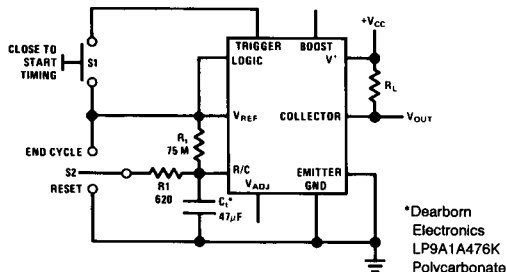 +VCC
CLOSE TO
START
TIMING
S1
TRIGGER
BOOST
LOGIC
V+
RL
VREF
COLLECTOR
VOUT
END CYCLE
Rt
75 M
S2
R/C
EMITTER
RESET
R1
620
VADJ
GND
Ct*
47µF
*Dearborn
Electronics
LP9A1A476K
Polycarbonate